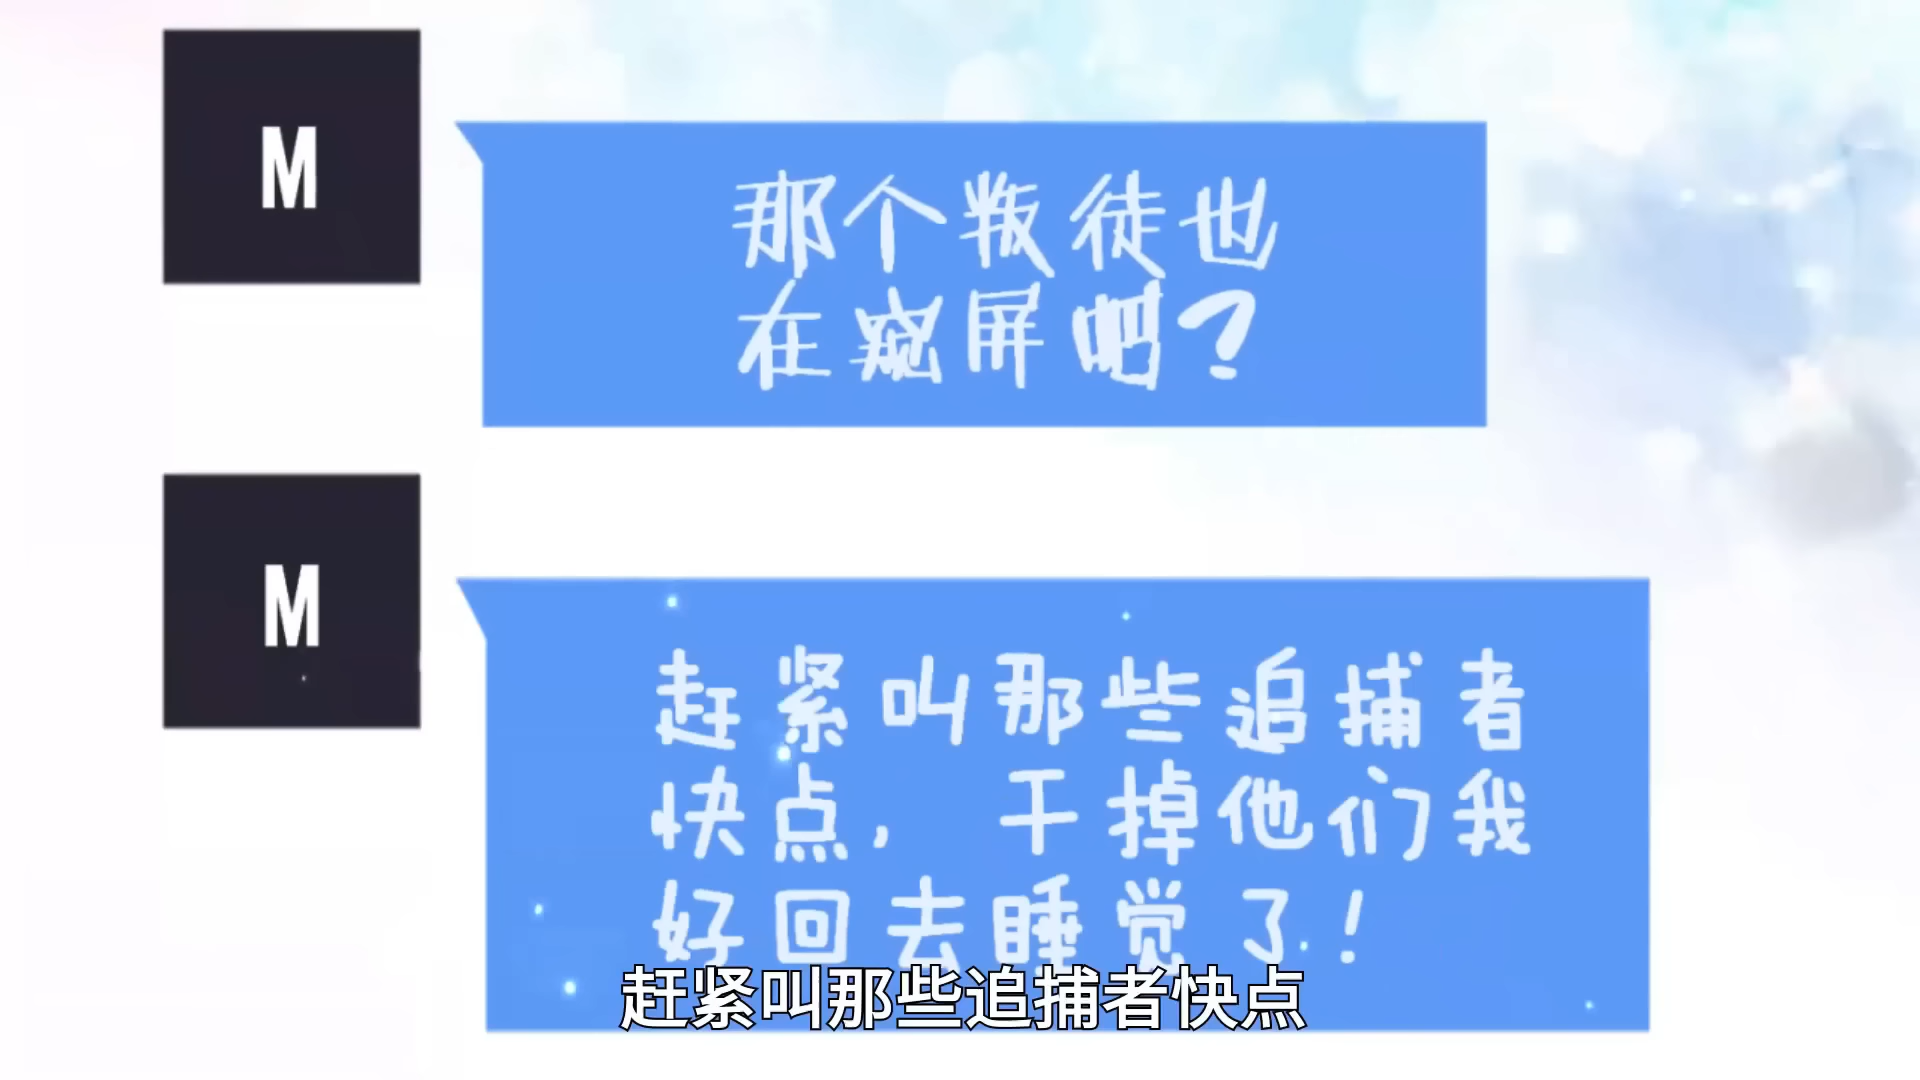 M
那个叛徒也
在窥屏吧？
M
赶紧叫那些追捕者
快点，干掉他们我
好回去睡觉了！
赶紧叫那些追捕者快点